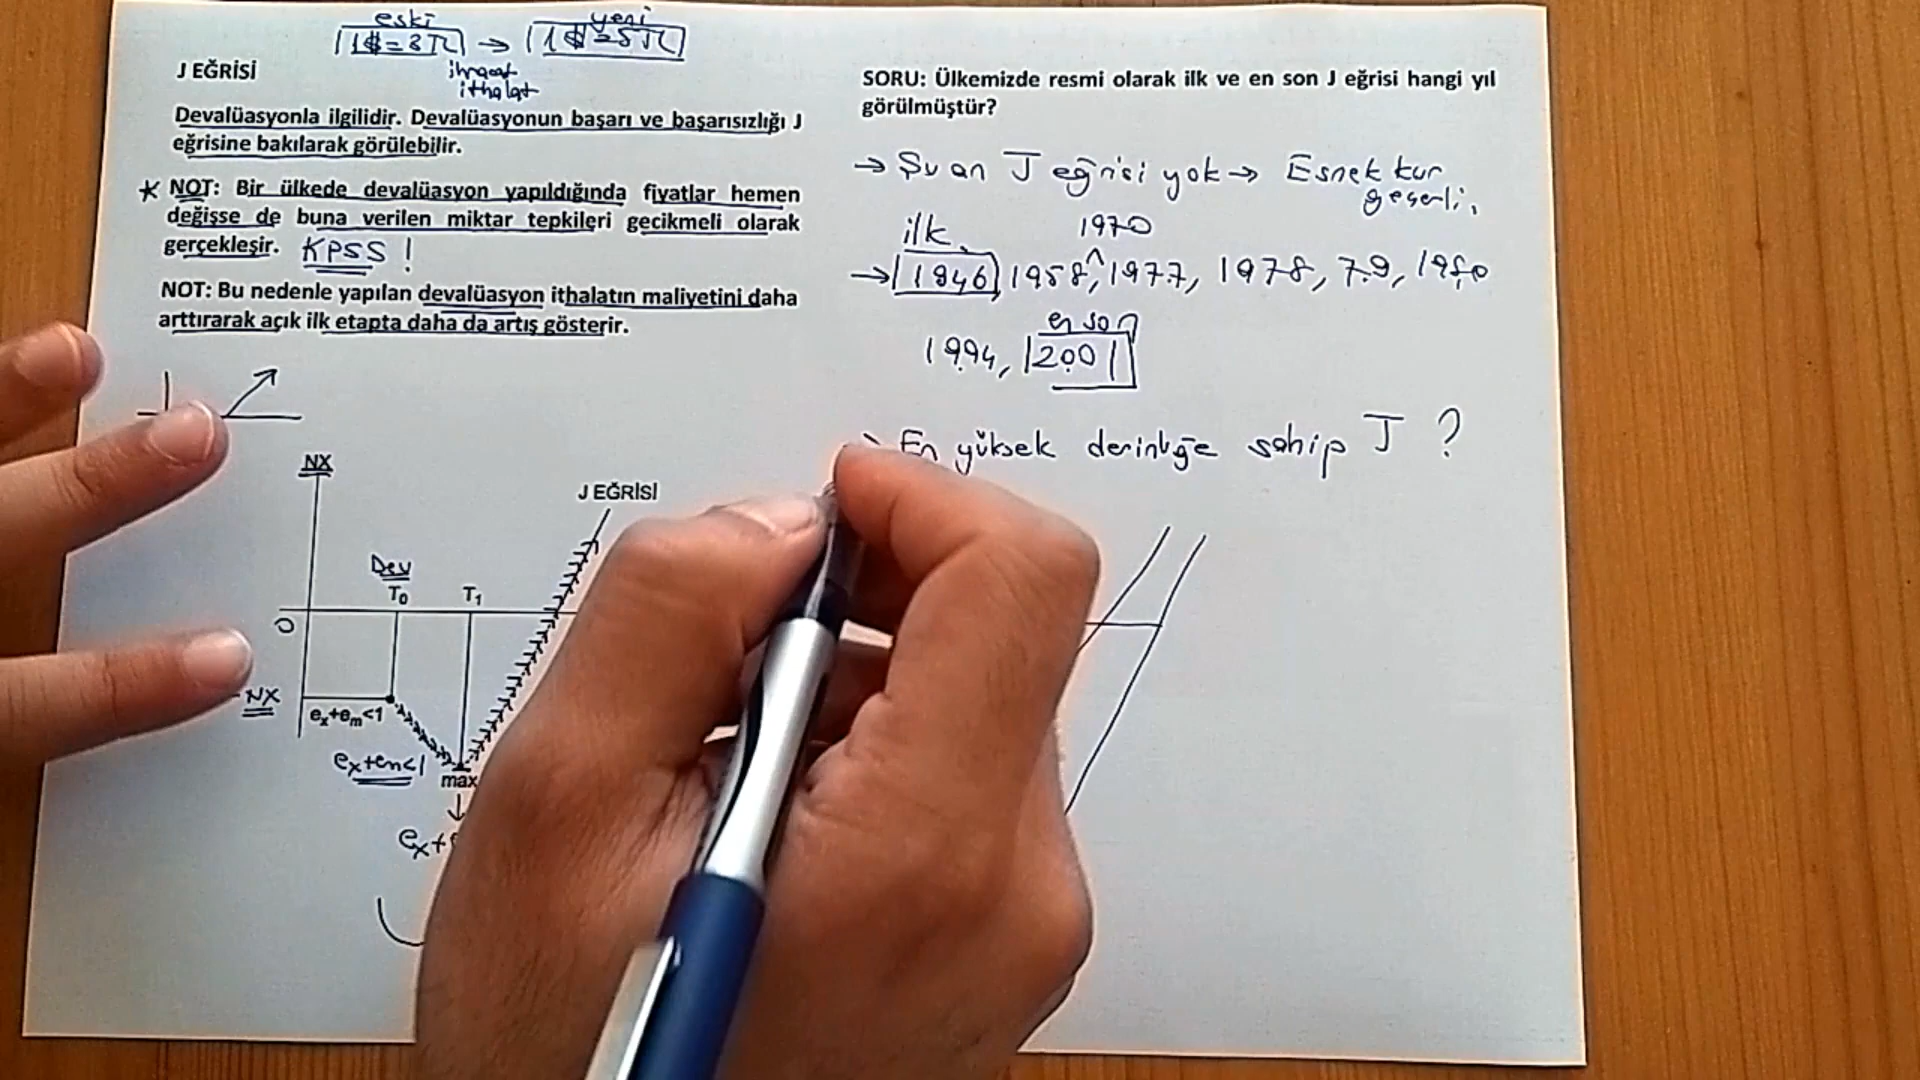 eski yeni
1$=3TL → 1$=5TL
ihracat
ithalat
J EĞRİSİ
Devalüasyonla ilgilidir. Devalüasyonun başarı ve başarısızlığı J
eğrisine bakılarak görülebilir.
* NOT: Bir ülkede devalüasyon yapıldığında fiyatlar hemen
değişse de buna verilen miktar tepkileri gecikmeli olarak
gerçekleşir. KPSS !
NOT: Bu nedenle yapılan devalüasyon ithalatın maliyetini daha
arttırarak açık ilk etapta daha da artış gösterir.
NX
J EĞRİSİ
Dev
T0 T1
0
-NX
ex+em<1
ex+em<1
max
↓
ex+
SORU: Ülkemizde resmi olarak ilk ve en son J eğrisi hangi yıl
görülmüştür?
→ Şu an J eğrisi yok → Esnek kur
geçerli.
ilk 1970
→ 1946, 1958, 1977, 1978, 79, 1980
en son
1994, 2001
En yüksek derinliğe sahip J ?